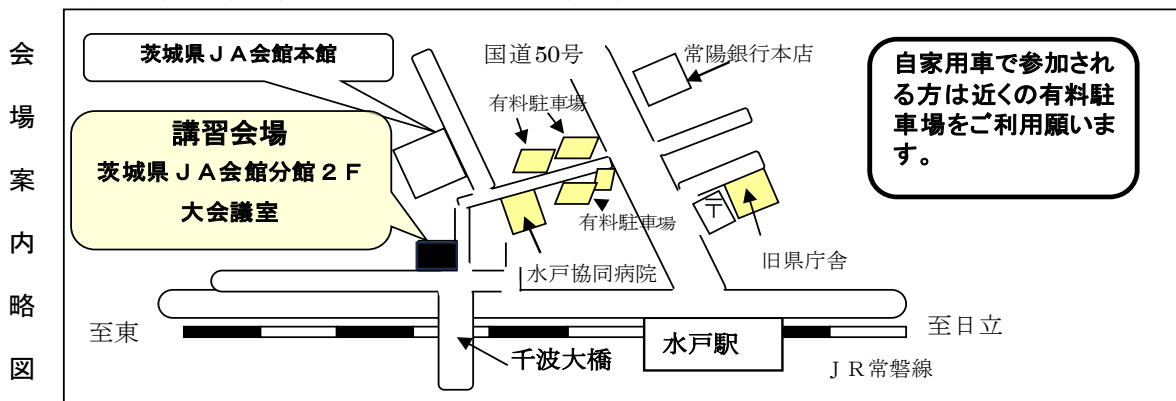 会場案内略図
茨城県ＪＡ会館本館
国道50号
常陽銀行本店
自家用車で参加され
る方は近くの有料駐
車場をご利用願いま
す。
有料駐車場
講習会場
茨城県ＪＡ会館分館２Ｆ
大会議室
有料駐車場
〒
旧県庁舎
水戸協同病院
至東
至日立
水戸駅
千波大橋
ＪＲ常磐線